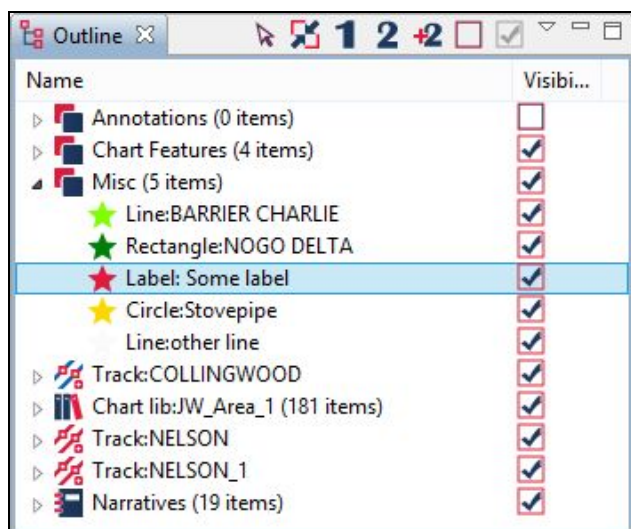 Outline 1 2 +2
Name Visibi...
Annotations (0 items)
Chart Features (4 items)
Misc (5 items)
Line:BARRIER CHARLIE
Rectangle:NOGO DELTA
Label: Some label
Circle:Stovepipe
Line:other line
Track:COLLINGWOOD
Chart lib:JW_Area_1 (181 items)
Track:NELSON
Track:NELSON_1
Narratives (19 items)